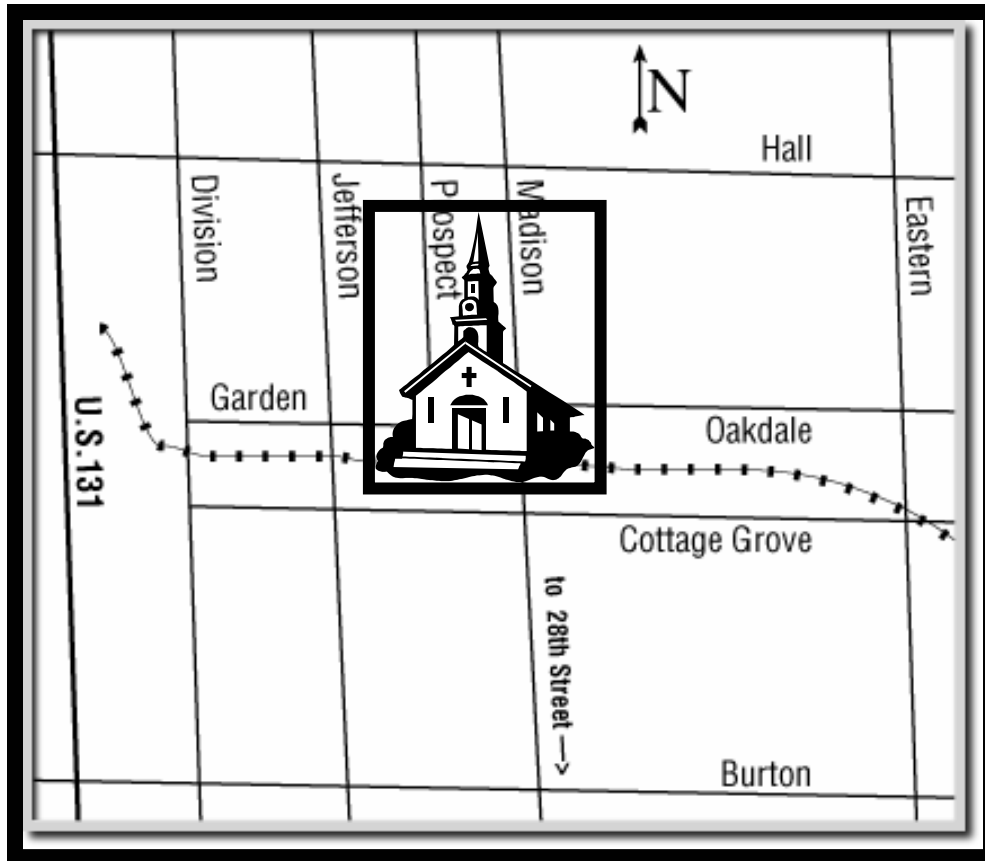 N
Hall
Division
Jefferson
Prospect
Madison
Eastern
Garden
Oakdale
U.S.131
Cottage Grove
to 28th Street —>
Burton